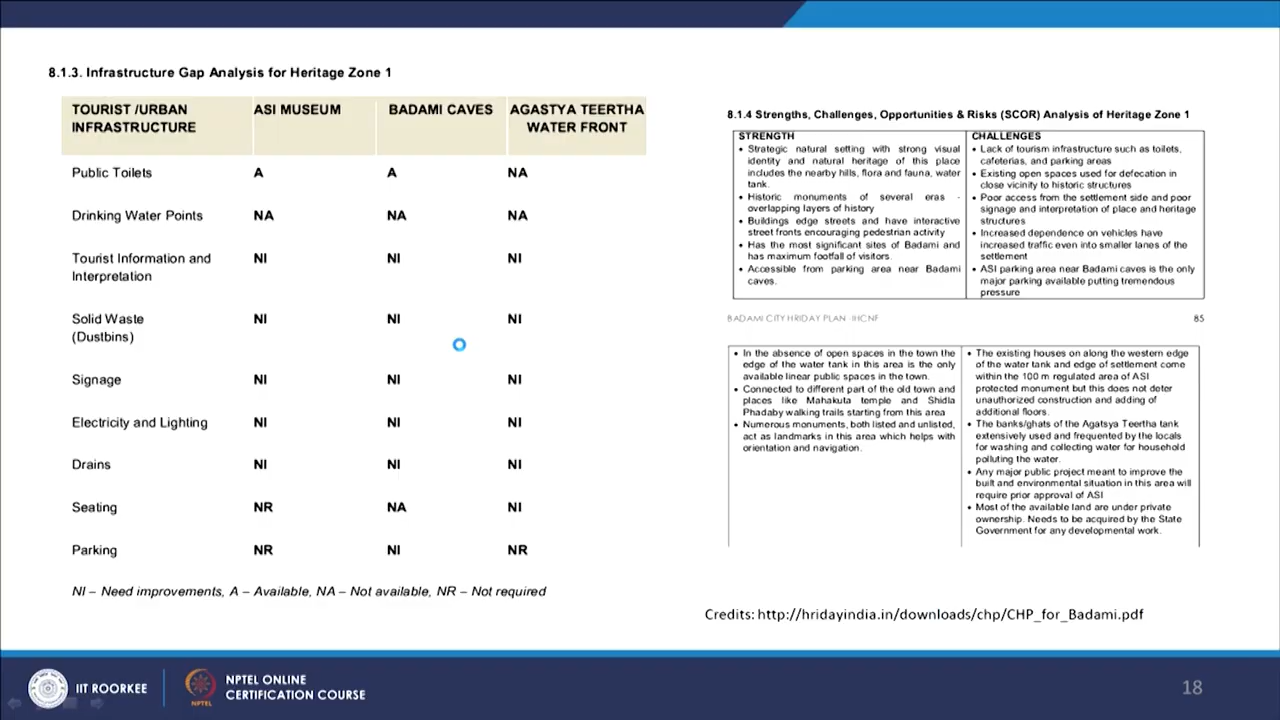 8.1.3. Infrastructure Gap Analysis for Heritage Zone 1
TOURIST /URBAN INFRASTRUCTURE ASI MUSEUM BADAMI CAVES AGASTYA TEERTHA WATER FRONT
Public Toilets A A NA
Drinking Water Points NA NA NA
Tourist Information and Interpretation NI NI NI
Solid Waste (Dustbins) NI NI NI
Signage NI NI NI
Electricity and Lighting NI NI NI
Drains NI NI NI
Seating NR NA NI
Parking NR NI NR
NI – Need improvements, A – Available, NA – Not available, NR – Not required
8.1.4 Strengths, Challenges, Opportunities & Risks (SCOR) Analysis of Heritage Zone 1
STRENGTH
• Strategic natural setting with strong visual
identity and natural heritage of this place
includes the nearby hills, flora and fauna, water
tank.
• Historic monuments of several eras -
overlapping layers of history
• Buildings edge streets and have interactive
street fronts encouraging pedestrian activity
• Has the most significant sites of Badami and
has maximum footfall of visitors.
• Accessible from parking area near Badami
caves.
CHALLENGES
• Lack of tourism infrastructure such as toilets,
cafeterias, and parking areas
• Existing open spaces used for defecation in
close vicinity to historic structures
• Poor access from the settlement side and poor
signage and interpretation of place and heritage
structures
• Increased dependence on vehicles have
increased traffic even into smaller lanes of the
settlement
• ASI parking area near Badami caves is the only
major parking available putting tremendous
pressure
BADAMI CITY HRIDAY PLAN -IHCNF 85
• In the absence of open spaces in the town the
edge of the water tank in this area is the only
available linear public spaces in the town.
• Connected to different part of the old town and
places like Mahakuta temple and Shidla
Phadaby walking trails starting from this area
• Numerous monuments, both listed and unlisted,
act as landmarks in this area which helps with
orientation and navigation.
• The existing houses on along the western edge
of the water tank and edge of settlement come
within the 100 m regulated area of ASI
protected monument but this does not deter
unauthorized construction and adding of
additional floors.
• The banks/ghats of the Agatsya Teertha tank
extensively used and frequented by the locals
for washing and collecting water for household
polluting the water.
• Any major public project meant to improve the
built and environmental situation in this area will
require prior approval of ASI
• Most of the available land are under private
ownership. Needs to be acquired by the State
Government for any developmental work.
Credits: http://hridayindia.in/downloads/chp/CHP_for_Badami.pdf
IIT ROORKEE
NPTEL ONLINE
CERTIFICATION COURSE
NPTEL
18